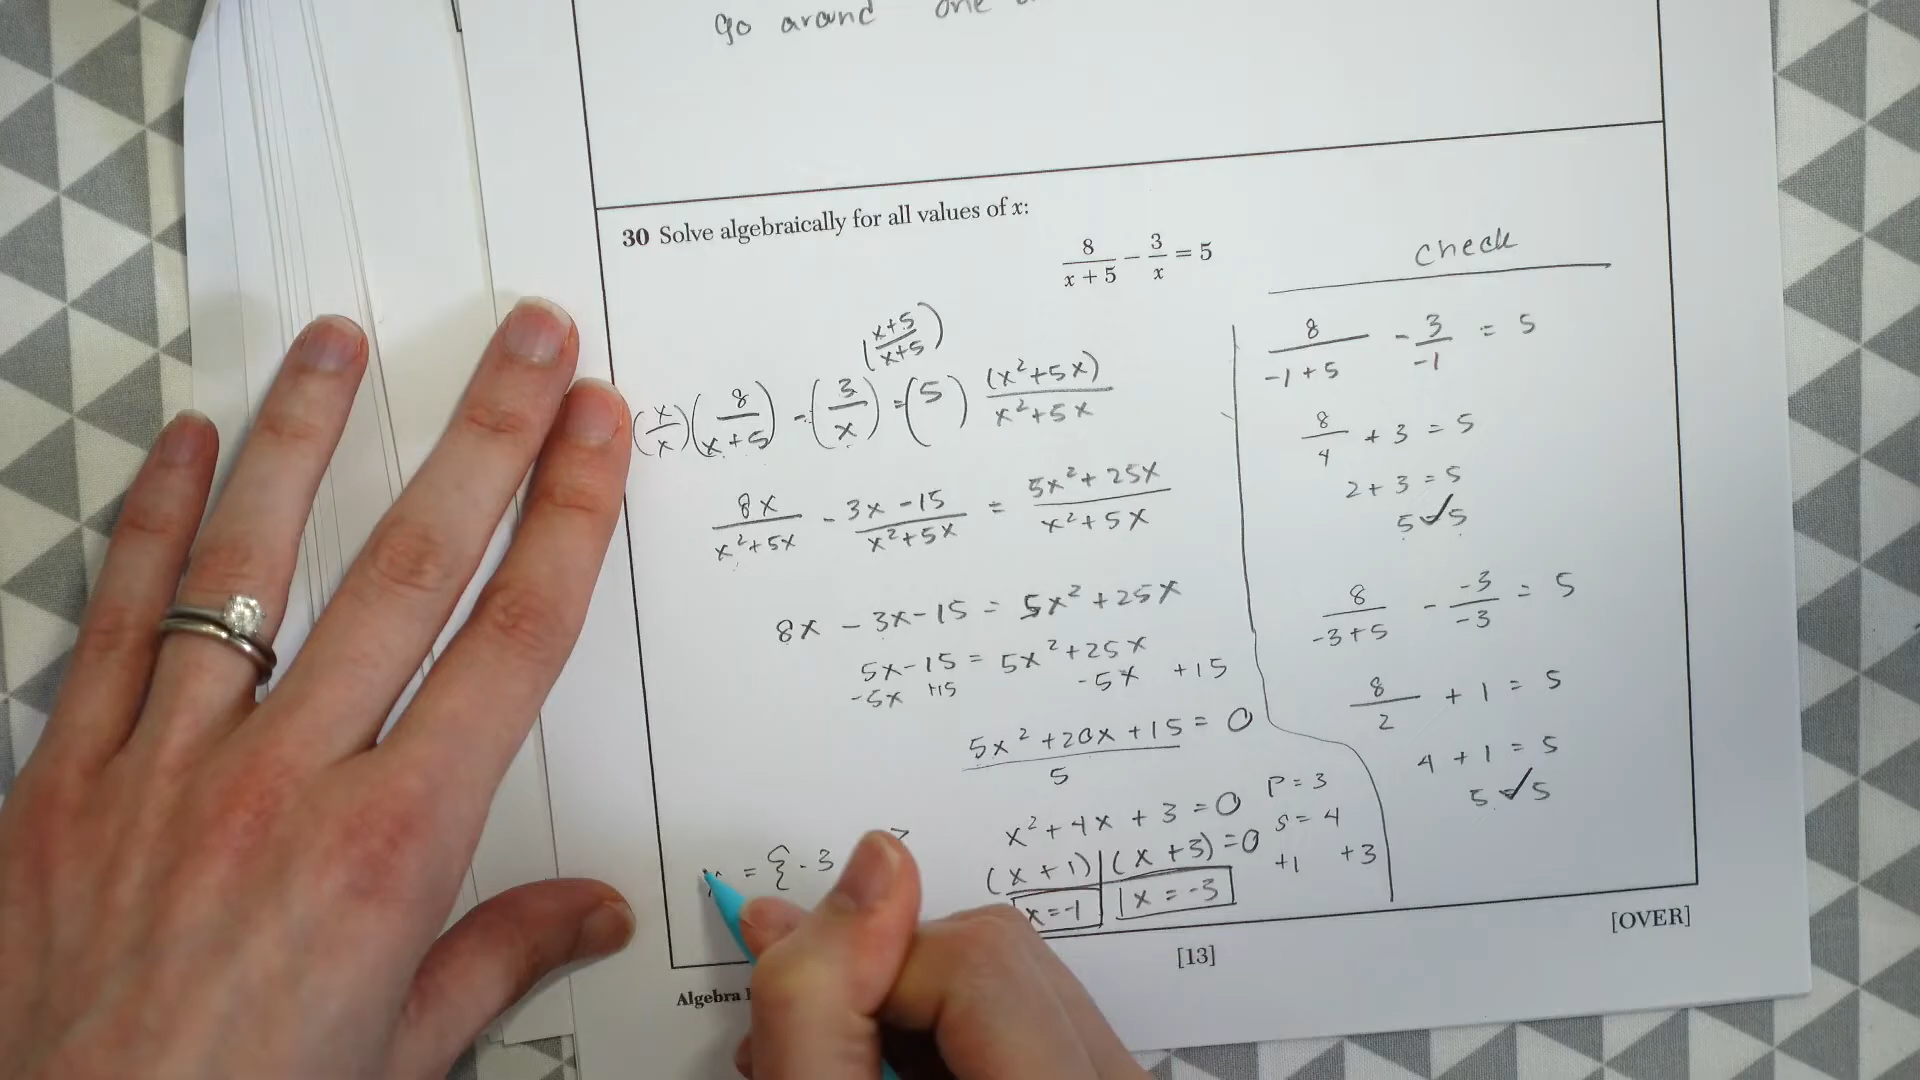 go around one
30 Solve algebraically for all values of x:
8/(x + 5) − 3/x = 5
((x+5)/(x+5))
(x/x)(8/(x+5)) - (3/x) = (5) (x²+5x)/(x²+5x)
8x/(x²+5x) - (3x -15)/(x²+5x) = (5x²+25x)/(x²+5x)
8x - 3x-15 = 5x²+25x
5x-15 = 5x²+25x
-5x +15 -5x +15
(5x²+20x+15)/5 = 0
x²+4x+3=0
(x+1)|(x+3)=0
x=-1 x=-3
P=3
S=4
+1 +3
= { -3
check
8/(-1+5) - 3/(-1) = 5
8/4 + 3 = 5
2+3=5
5✓5
8/(-3+5) - (-3)/(-3) = 5
8/2 + 1 = 5
4 + 1 = 5
5✓5
[13]
[OVER]
Algebra